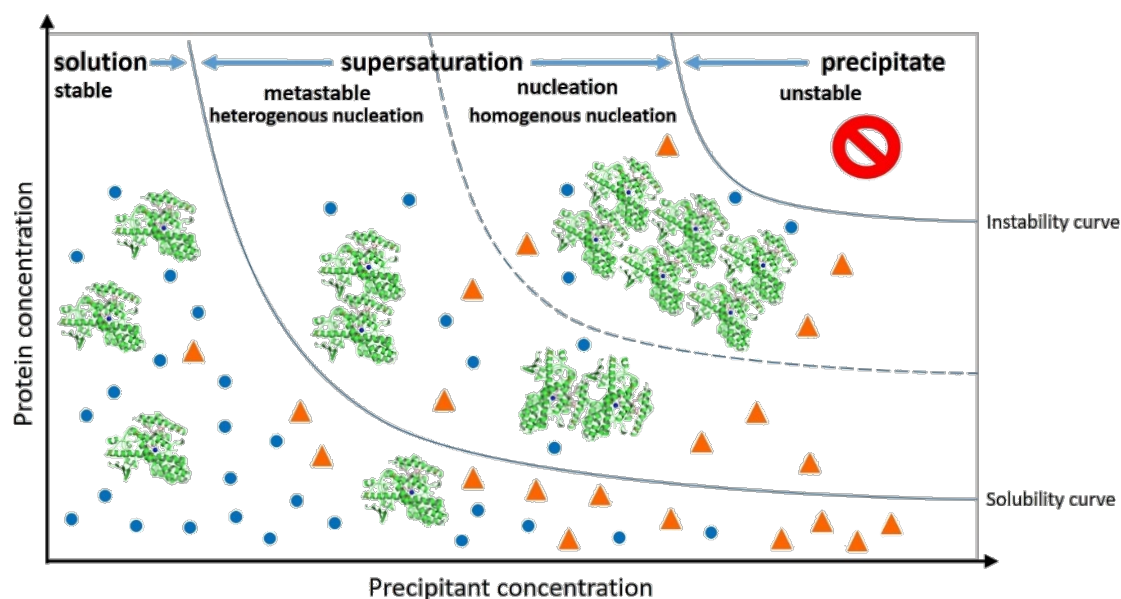 solution
supersaturation
precipitate
stable
metastable
nucleation
unstable
heterogenous nucleation
homogenous nucleation
Protein concentration
Instability curve
Solubility curve
Precipitant concentration